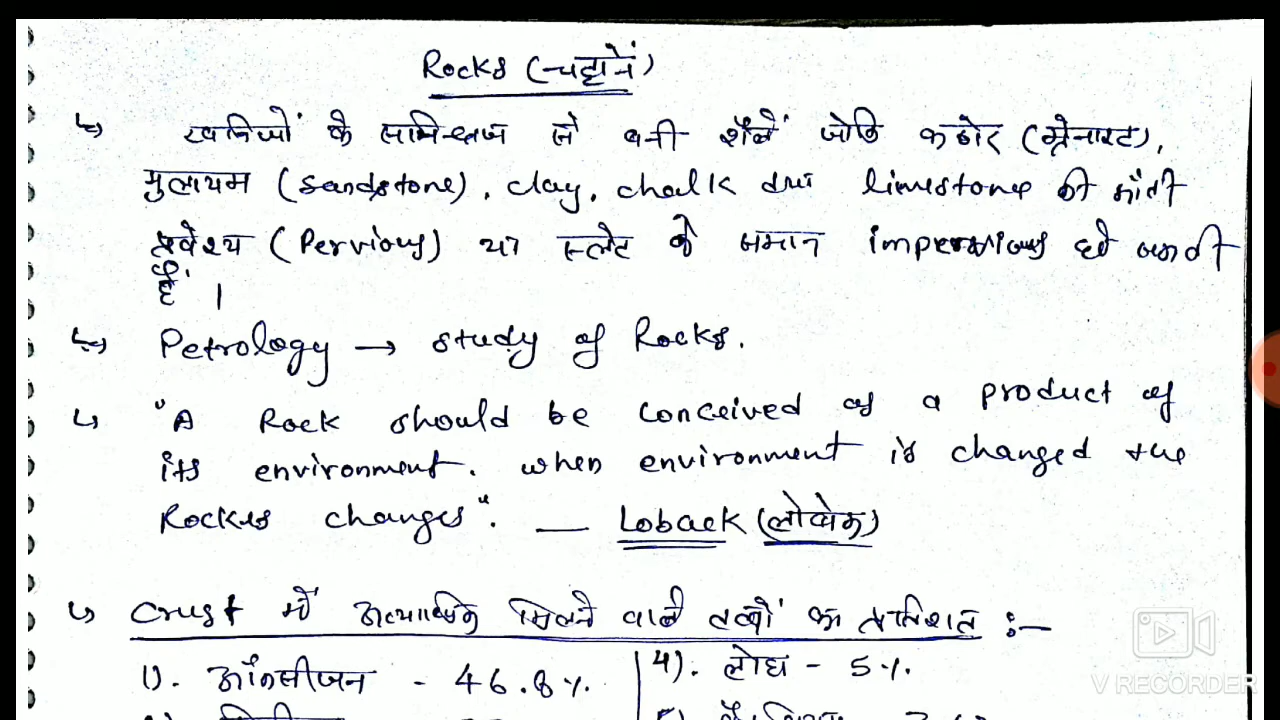 Rocks (चट्टानें)
↳ खनिजों के सम्मिश्रण से बनी शैलें जोकि कठोर (ग्रेनाइट),
मुलायम (Sandstone), clay, chalk तथा limestone की भाँती
प्रवेश्य (Pervious) या स्लेट के समान impervious हो सकती
हैं ।
↳ Petrology → study of Rocks.
↳ "A Rock should be conceived of a product of
its environment. when environment is changed the
Rockes changes". — Loback (लोबेक)
↳ Crust में अत्याधिक मिलने वाले तत्वों का प्रतिशत :—
1). ऑक्सीजन - 46.8%. 4). लोहा - 5%.
V RECORDER